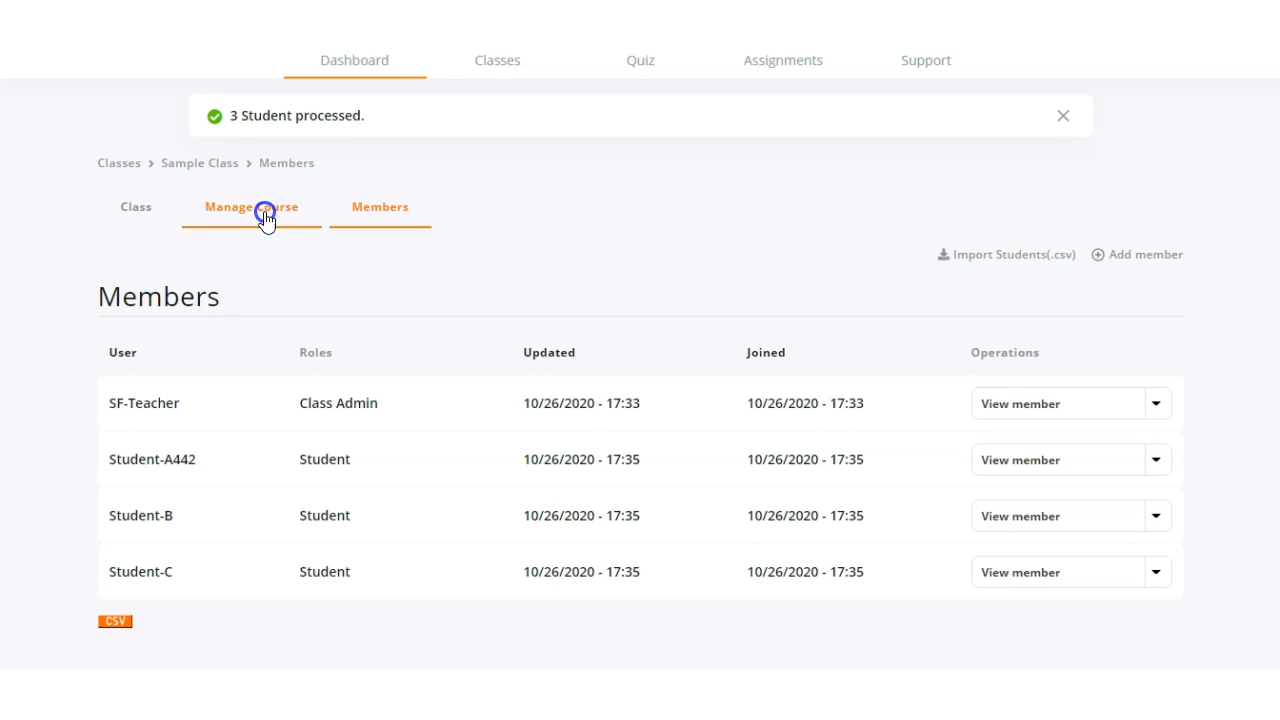 Dashboard Classes Quiz Assignments Support
3 Student processed.
Classes > Sample Class > Members
Class Manage Course Members
Import Students(.csv) Add member
Members
User Roles Updated Joined Operations
SF-Teacher Class Admin 10/26/2020 - 17:33 10/26/2020 - 17:33 View member
Student-A442 Student 10/26/2020 - 17:35 10/26/2020 - 17:35 View member
Student-B Student 10/26/2020 - 17:35 10/26/2020 - 17:35 View member
Student-C Student 10/26/2020 - 17:35 10/26/2020 - 17:35 View member
CSV